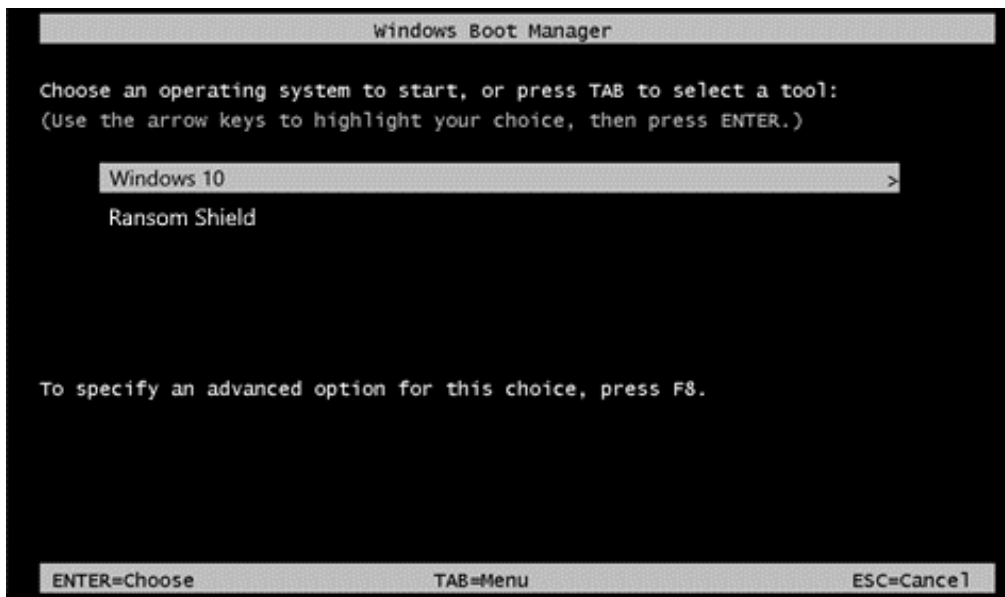 Windows Boot Manager
Choose an operating system to start, or press TAB to select a tool:
(Use the arrow keys to highlight your choice, then press ENTER.)
Windows 10 >
Ransom Shield
To specify an advanced option for this choice, press F8.
ENTER=Choose TAB=Menu ESC=Cancel